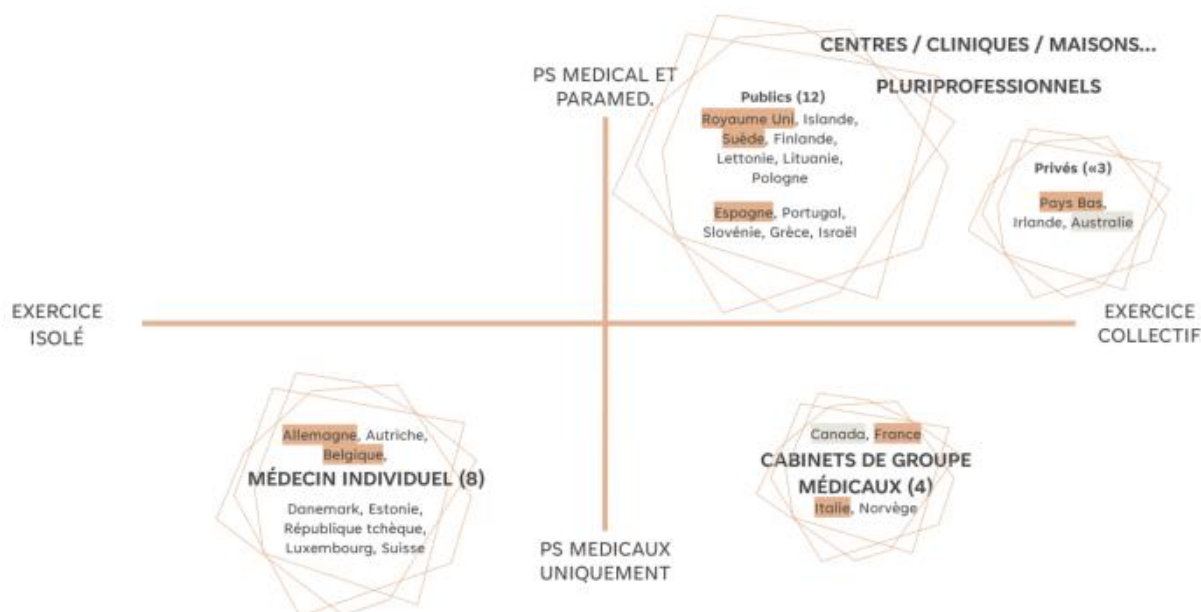 CENTRES / CLINIQUES / MAISONS...
PLURIPROFESSIONNELS
PS MEDICAL ET
PARAMED.
Publics (12)
Royaume Uni, Islande,
Suède, Finlande,
Lettonie, Lituanie,
Pologne
Espagne, Portugal,
Slovénie, Grèce, Israël
Privés («3)
Pays Bas,
Irlande, Australie
EXERCICE
ISOLÉ
EXERCICE
COLLECTIF
Allemagne, Autriche,
Belgique,
MÉDECIN INDIVIDUEL (8)
Danemark, Estonie,
République tchèque,
Luxembourg, Suisse
Canada, France
CABINETS DE GROUPE
MÉDICAUX (4)
Italie, Norvège
PS MEDICAUX
UNIQUEMENT